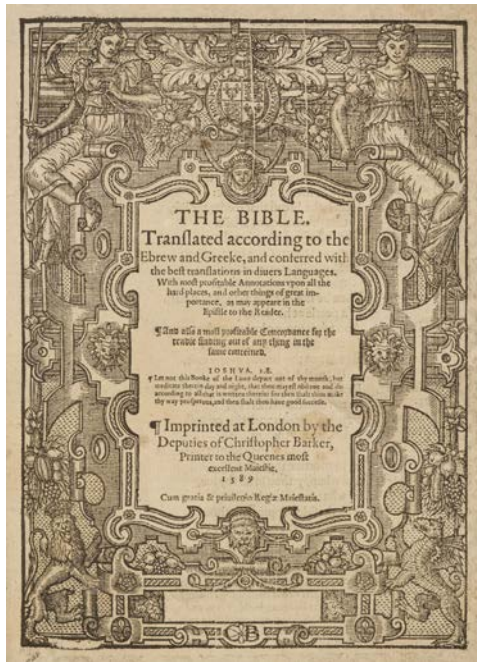 THE BIBLE.
Tranſlated according to the
Ebrew and Greeke, and conferred with
the beſt tranſlations in diuers Languages.
With moſt profitable Annotations vpon all the
hard places, and other things of great im-
portance, as may appeare in the
Epiſtle to the Reader.
¶ And alſo a moſt profitable Concordance for the
readie finding out of any thing in the
ſame conteined.
IOSHVA. 1.8.
¶ Let not this Booke of the Law depart out of thy mouth, but
meditate therein day and night, that thou mayeſt obſerue and do
according to all that is written therein: for then ſhalt thou make
thy way proſperous, and then ſhalt thou haue good ſucceſſe.
¶ Imprinted at London by the
Deputies of Chriſtopher Barker,
Printer to the Queenes moſt
excellent Maieſtie.
1589
Cum gratia & priuilegio Regiæ Maieſtatis.
CB